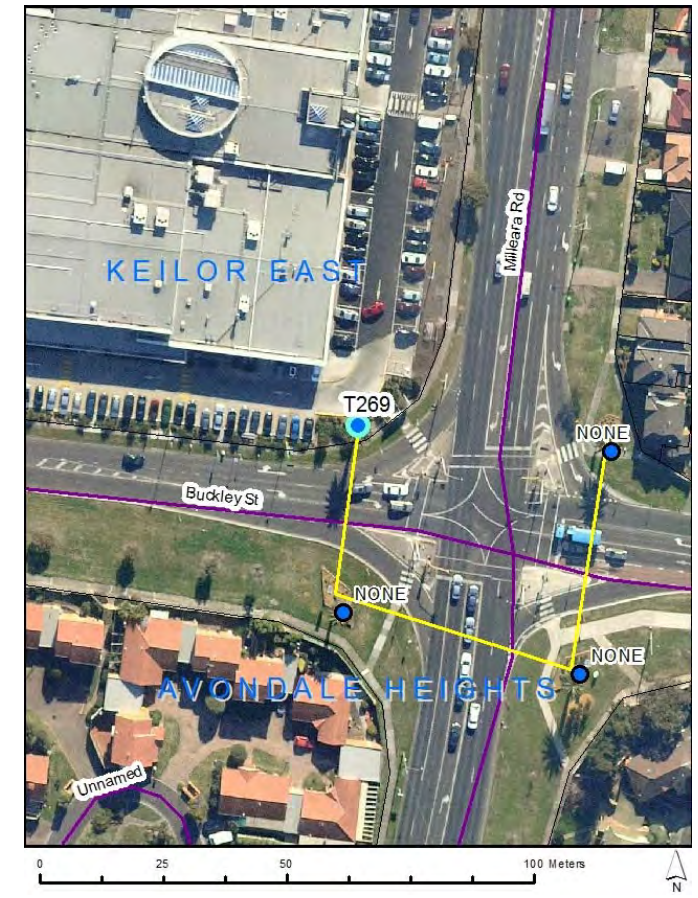 Milleara Rd
KEILOR EAST
T269
NONE
Buckley St
NONE
NONE
AVONDALE HEIGHTS
Unnamed
0 25 50 100 Meters
N